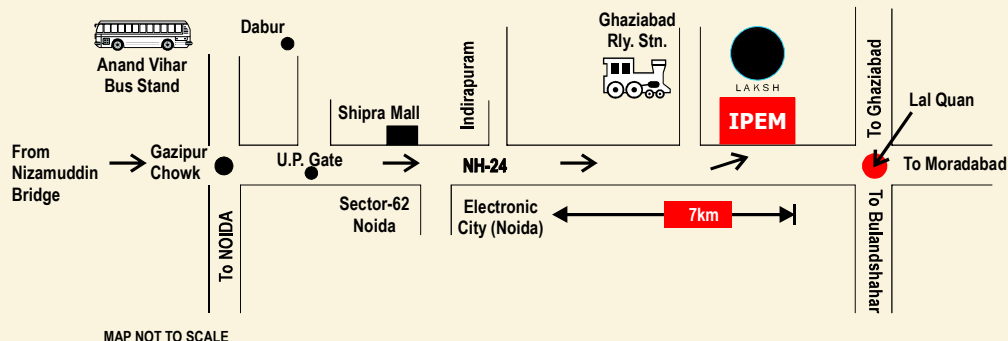 Dabur
Anand Vihar
Bus Stand
Shipra Mall
Indirapuram
Ghaziabad
Rly. Stn.
LAKSH
IPEM
To Ghaziabad
Lal Quan
From
Nizamuddin
Bridge
Gazipur
Chowk
U.P. Gate
NH-24
To Moradabad
To NOIDA
Sector-62
Noida
Electronic
City (Noida)
7km
To Bulandshahar
MAP NOT TO SCALE